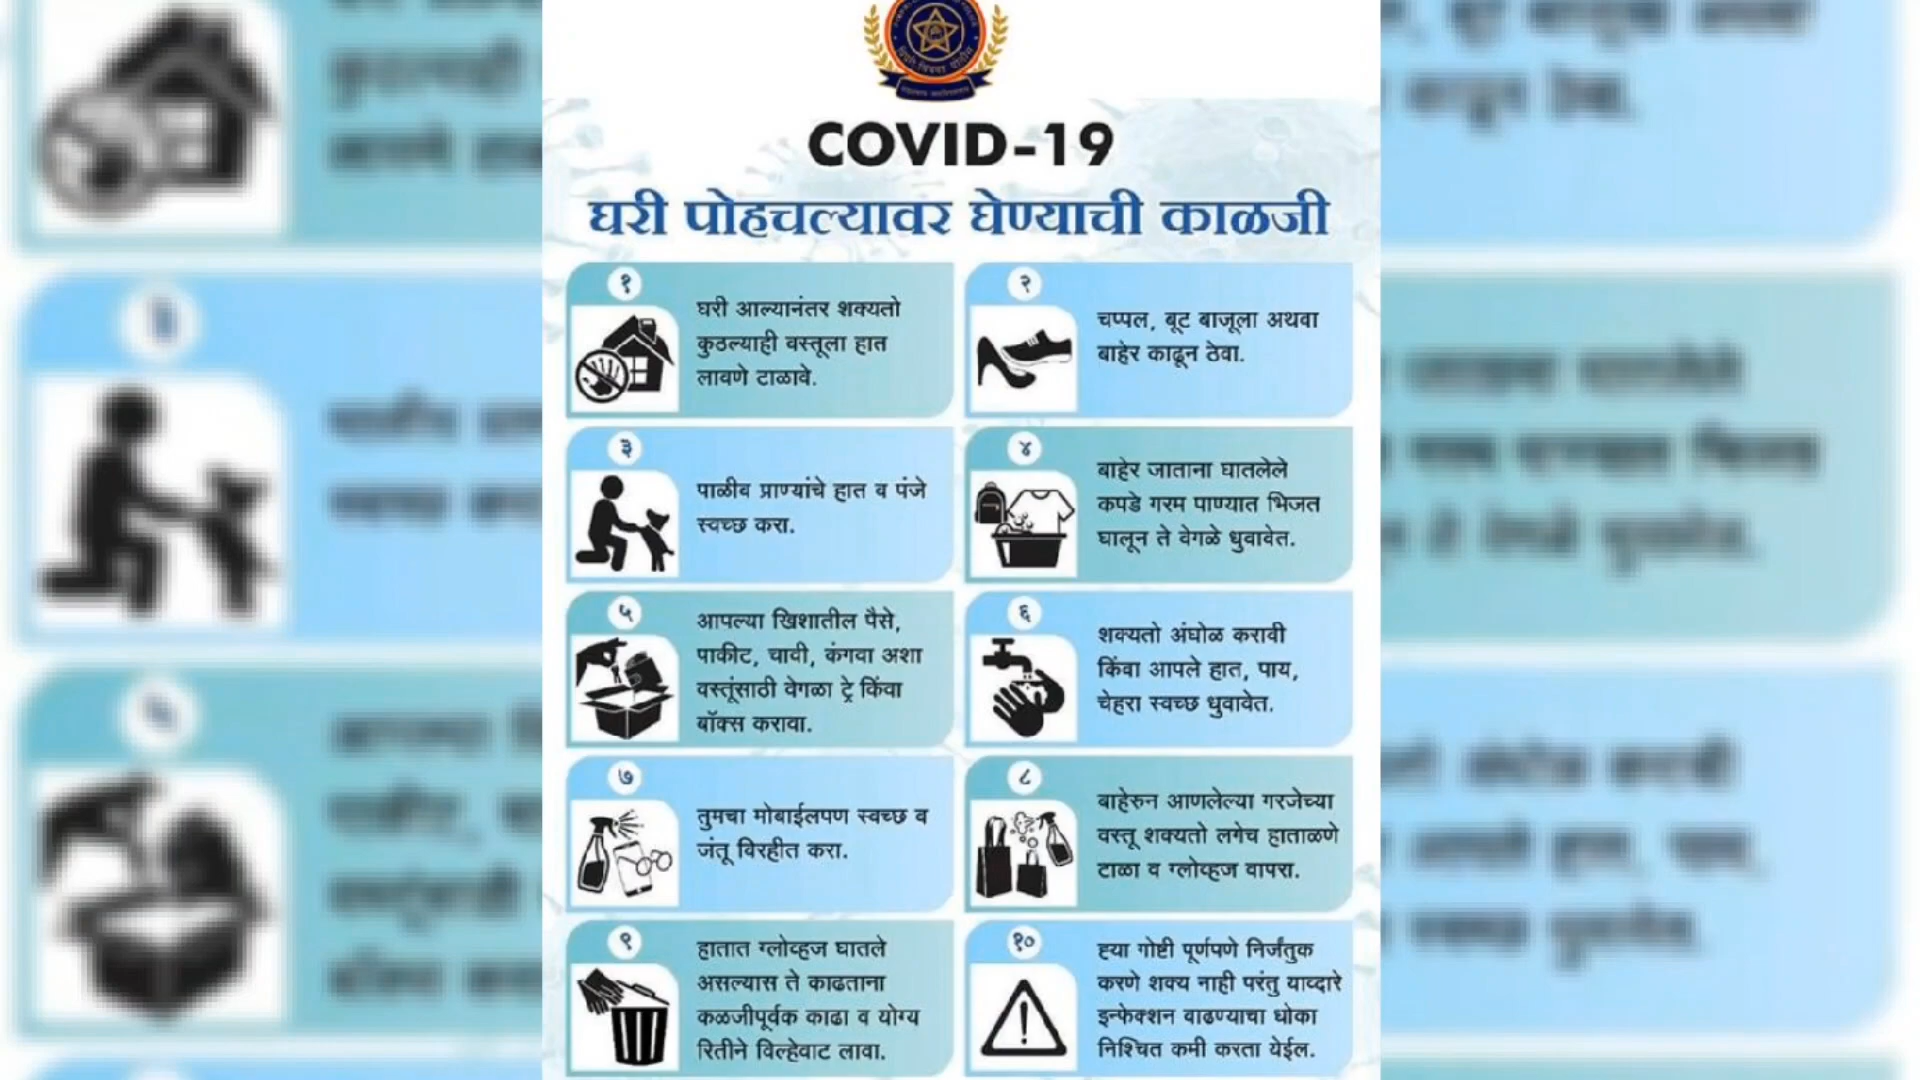 COVID-19
घरी पोहचल्यावर घेण्याची काळजी
१
घरी आल्यानंतर शक्यतो
कुठल्याही वस्तूला हात
लावणे टाळावे.
२
चप्पल, बूट बाजूला अथवा
बाहेर काढून ठेवा.
३
पाळीव प्राण्यांचे हात व पंजे
स्वच्छ करा.
४
बाहेर जाताना घातलेले
कपडे गरम पाण्यात भिजत
घालून ते वेगळे धुवावेत.
५
आपल्या खिशातील पैसे,
पाकीट, चावी, कंगवा अशा
वस्तूंसाठी वेगळा ट्रे किंवा
बॉक्स करावा.
६
शक्यतो अंघोळ करावी
किंवा आपले हात, पाय,
चेहरा स्वच्छ धुवावेत.
७
तुमचा मोबाईलपण स्वच्छ व
जंतू विरहीत करा.
८
बाहेरुन आणलेल्या गरजेच्या
वस्तू शक्यतो लगेच हाताळणे
टाळा व ग्लोव्हज वापरा.
९
हातात ग्लोव्हज घातले
असल्यास ते काढताना
कळजीपूर्वक काढा व योग्य
रितीने विल्हेवाट लावा.
१०
ह्या गोष्टी पूर्णपणे निर्जंतुक
करणे शक्य नाही परंतु याव्दारे
इन्फेक्शन वाढण्याचा धोका
निश्चित कमी करता येईल.